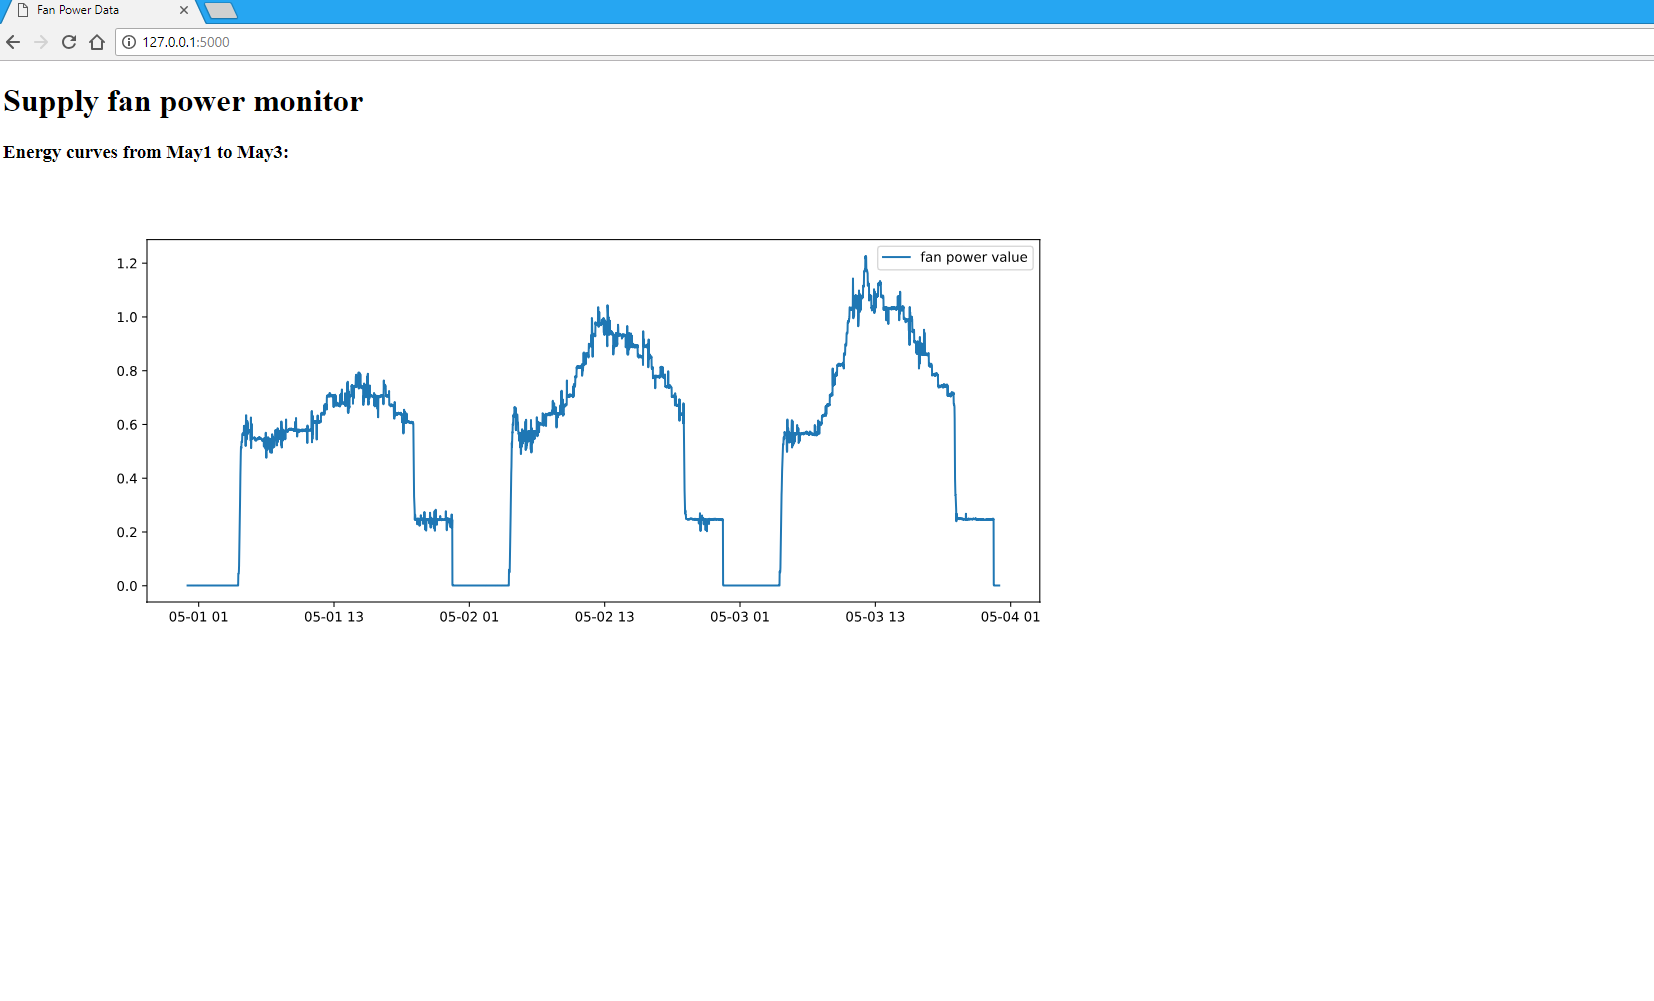 Fan Power Data
127.0.0.1:5000
Supply fan power monitor
Energy curves from May1 to May3:
fan power value
1.2
1.0
0.8
0.6
0.4
0.2
0.0
05-01 01 05-01 13 05-02 01 05-02 13 05-03 01 05-03 13 05-04 01